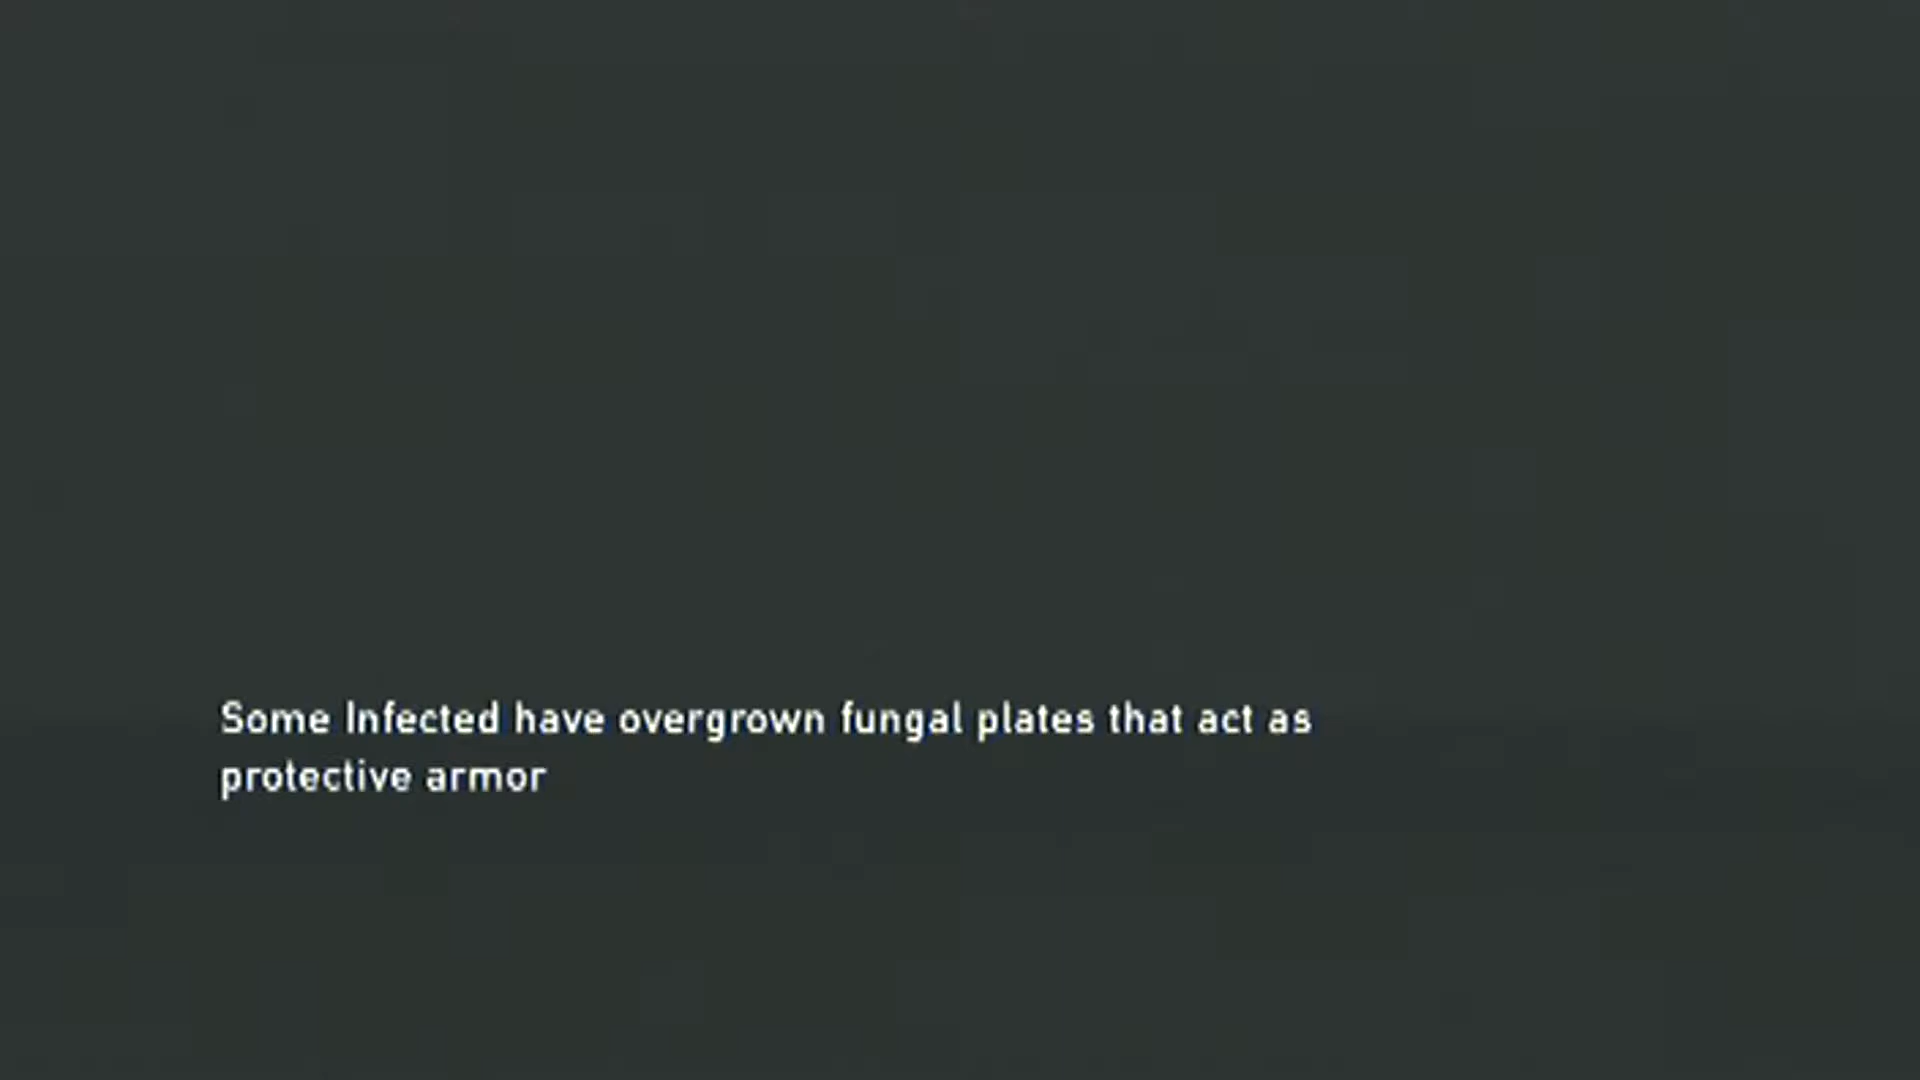 Some Infected have overgrown fungal plates that act as
protective armor